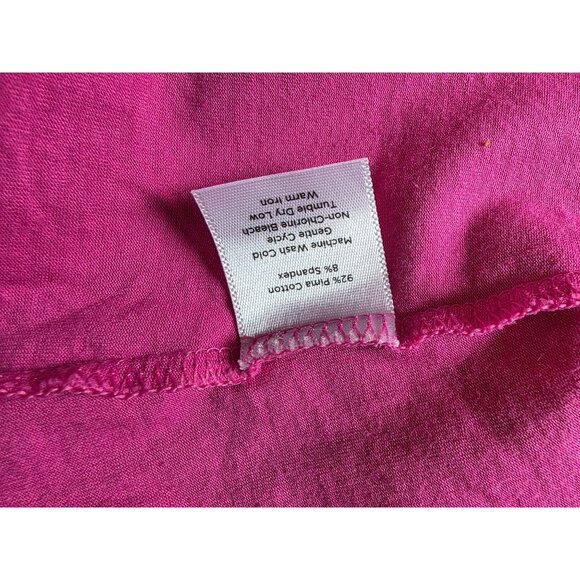 92% Pima Cotton
8% Spandex
Machine Wash Cold
Gentle Cycle
Non-Chlorine Bleach
Tumble Dry Low
Warm Iron